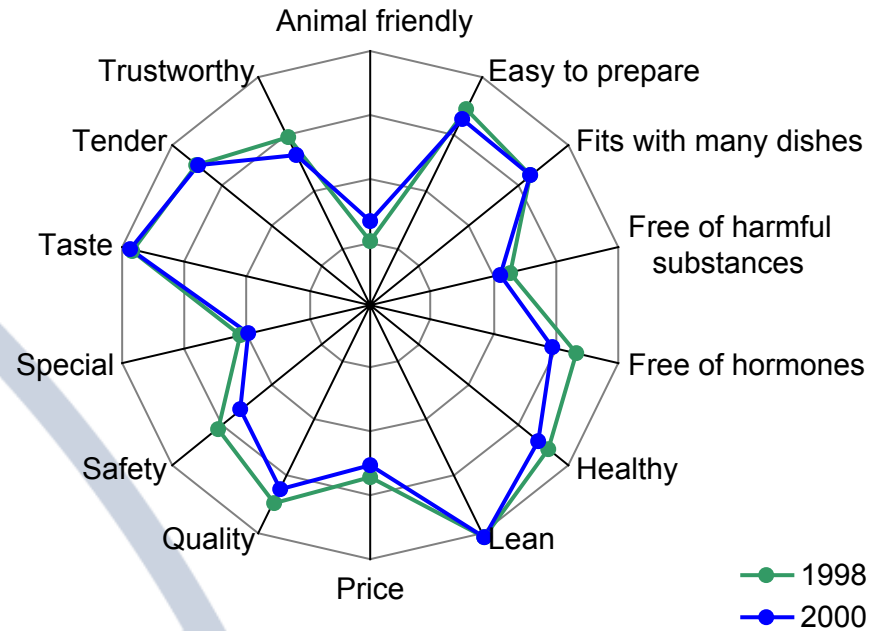 Animal friendly
Easy to prepare
Trustworthy
Tender
Fits with many dishes
Free of harmful
substances
Taste
Free of hormones
Special
Healthy
Safety
Quality
Lean
Price
1998
2000